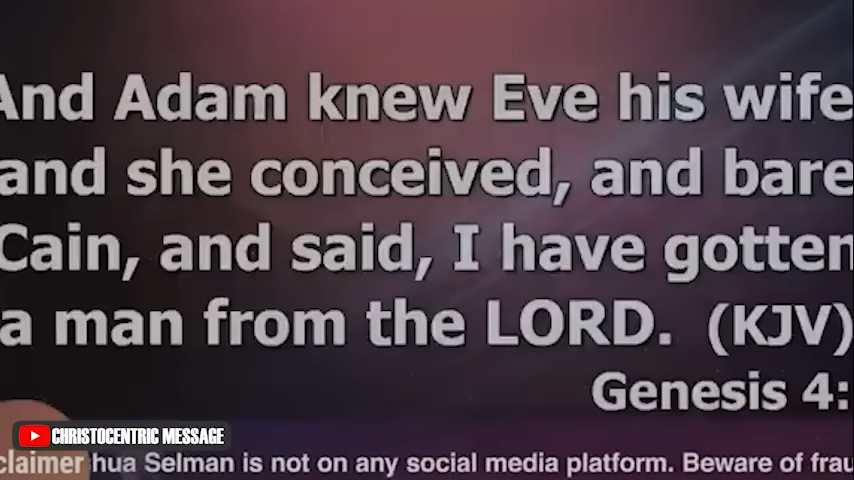 And Adam knew Eve his wife
and she conceived, and bare
Cain, and said, I have gotten
a man from the LORD. (KJV)
Genesis 4:
CHRISTOCENTRIC MESSAGE
claimer hua Selman is not on any social media platform. Beware of frau